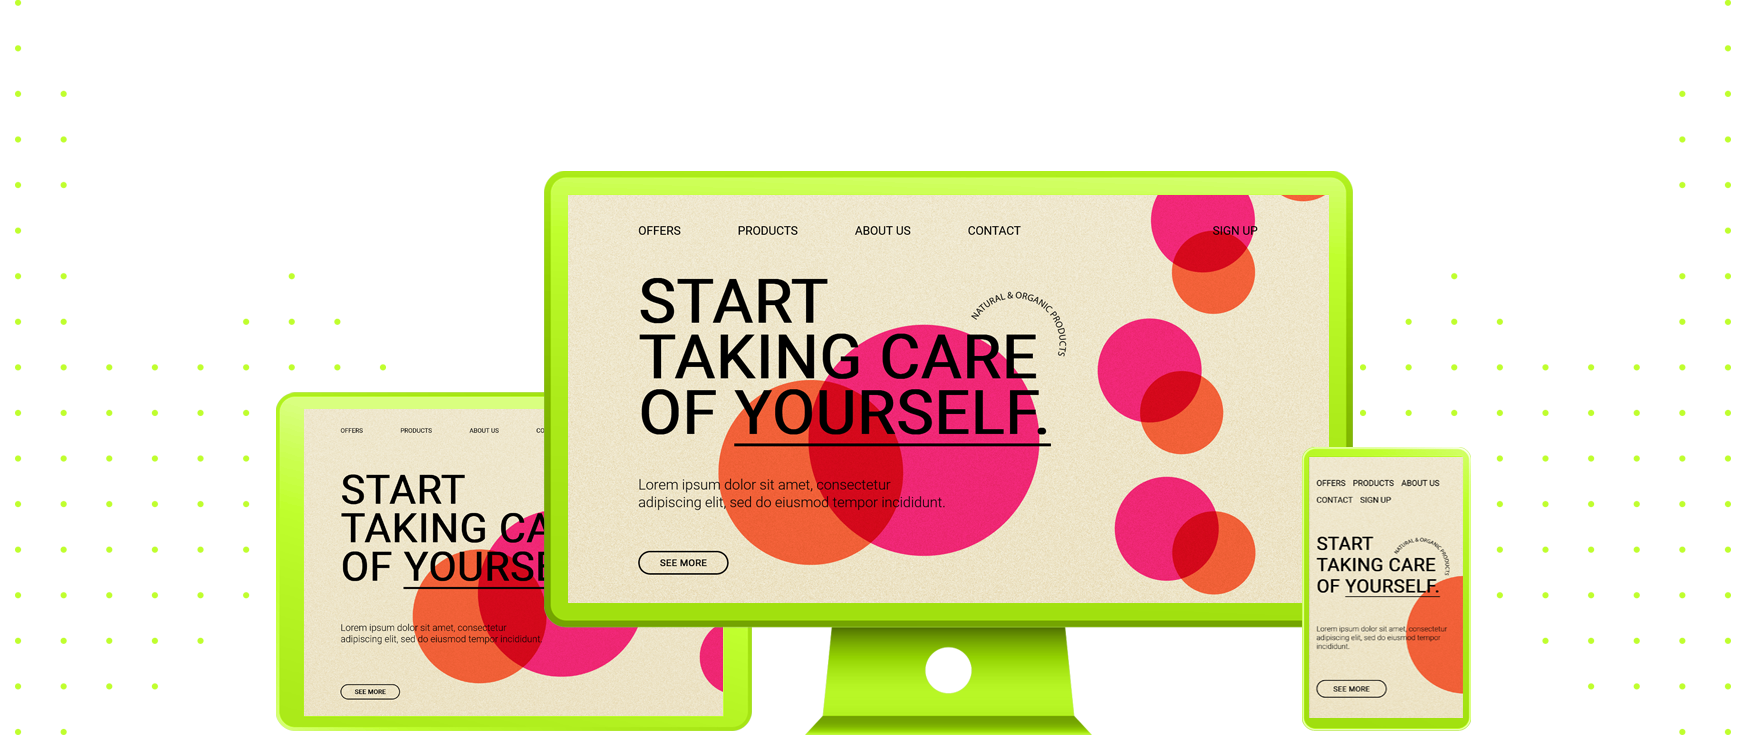 OFFERS PRODUCTS ABOUT US CONTACT SIGN UP
START
TAKING CARE
OF YOURSELF.
NATURAL & ORGANIC PRODUCTS
Lorem ipsum dolor sit amet, consectetur
adipiscing elit, sed do eiusmod tempor incididunt.
SEE MORE
OFFERS PRODUCTS ABOUT US CO
START
TAKING CA
OF YOURSE
Lorem ipsum dolor sit amet, consectetur
adipiscing elit, sed do eiusmod tempor incididunt.
SEE MORE
OFFERS PRODUCTS ABOUT US
CONTACT SIGN UP
START
TAKING CARE
OF YOURSELF.
NATURAL & ORGANIC PRODUCTS
Lorem ipsum dolor sit amet, consectetur
adipiscing elit, sed do eiusmod tempor
incididunt.
SEE MORE